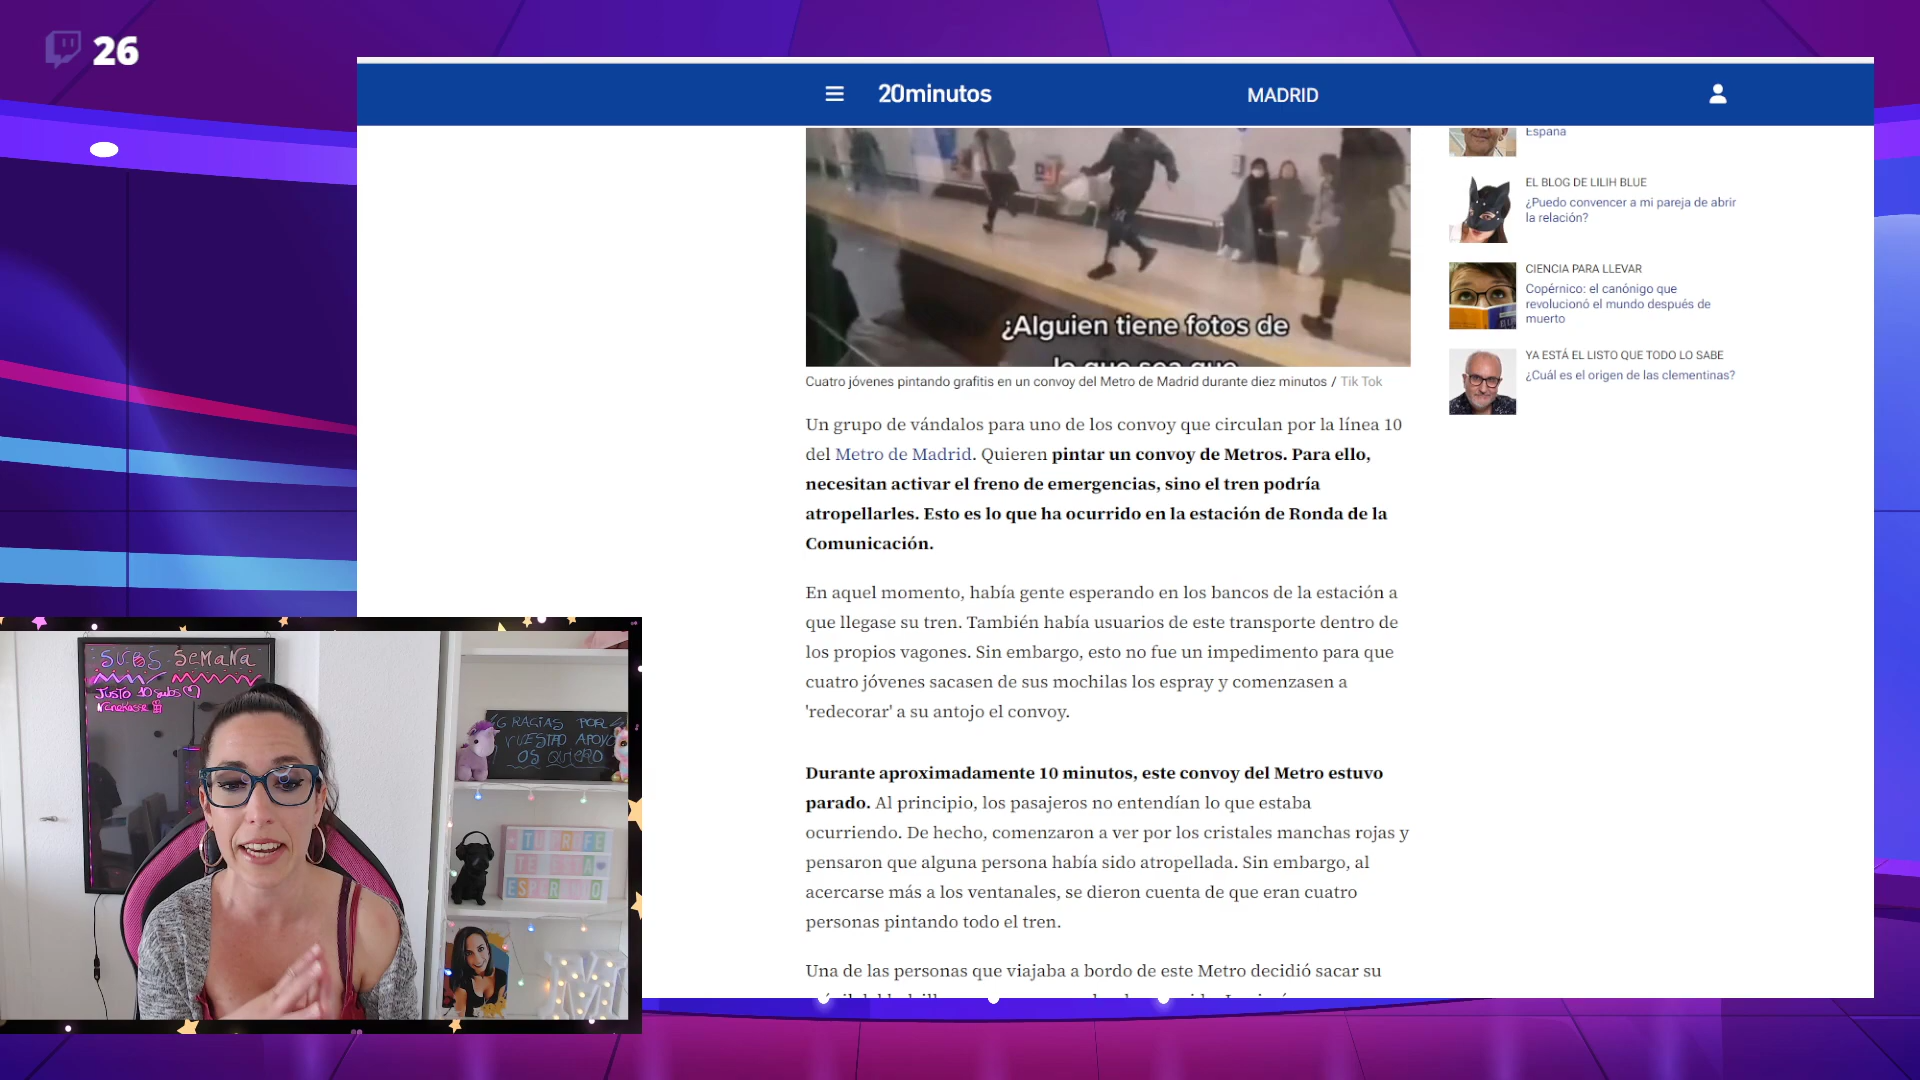 26
20minutos
MADRID
¿Alguien tiene fotos de
lo que sea que
Cuatro jóvenes pintando grafitis en un convoy del Metro de Madrid durante diez minutos / Tik Tok
Un grupo de vándalos para uno de los convoy que circulan por la línea 10
del Metro de Madrid. Quieren pintar un convoy de Metros. Para ello,
necesitan activar el freno de emergencias, sino el tren podría
atropellarles. Esto es lo que ha ocurrido en la estación de Ronda de la
Comunicación.
En aquel momento, había gente esperando en los bancos de la estación a
que llegase su tren. También había usuarios de este transporte dentro de
los propios vagones. Sin embargo, esto no fue un impedimento para que
cuatro jóvenes sacasen de sus mochilas los espray y comenzasen a
'redecorar' a su antojo el convoy.
Durante aproximadamente 10 minutos, este convoy del Metro estuvo
parado. Al principio, los pasajeros no entendían lo que estaba
ocurriendo. De hecho, comenzaron a ver por los cristales manchas rojas y
pensaron que alguna persona había sido atropellada. Sin embargo, al
acercarse más a los ventanales, se dieron cuenta de que eran cuatro
personas pintando todo el tren.
Una de las personas que viajaba a bordo de este Metro decidió sacar su
España
EL BLOG DE LILIH BLUE
¿Puedo convencer a mi pareja de abrir
la relación?
CIENCIA PARA LLEVAR
Copérnico: el canónigo que
revolucionó el mundo después de
muerto
YA ESTÁ EL LISTO QUE TODO LO SABE
¿Cuál es el origen de las clementinas?
SUBS SEMANA
JUSTO 10 subs
GRACIAS POR
VUESTRO APOYO
OS QUIERO
TU RIFE
TE ESTA
ESPERANDO
M